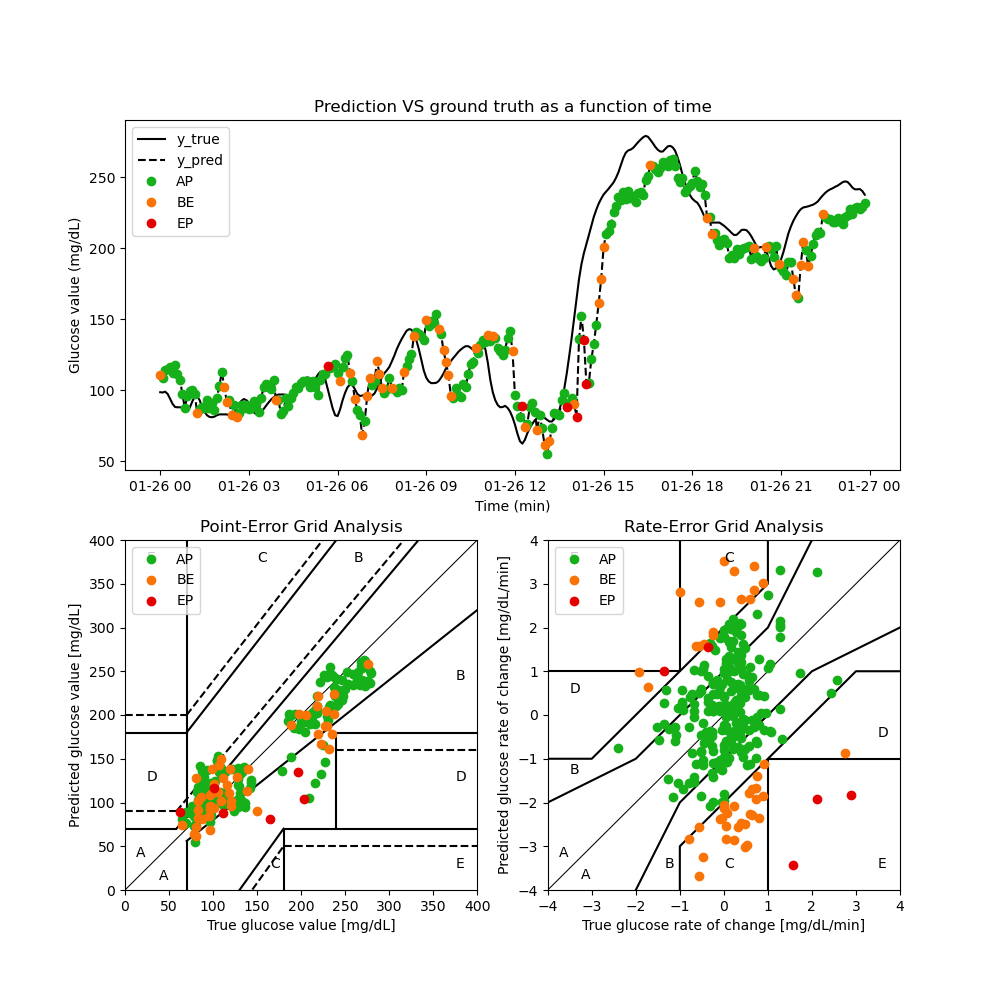 Prediction VS ground truth as a function of time
Glucose value (mg/dL)
y_true
y_pred
AP
BE
EP
250
200
150
100
50
01-26 00 01-26 03 01-26 06 01-26 09 01-26 12 01-26 15 01-26 18 01-26 21 01-27 00
Time (min)
Point-Error Grid Analysis
Predicted glucose value [mg/dL]
400
350
300
250
200
150
100
50
0
AP
BE
EP
C B
B
D D
A
A
C E
0 50 100 150 200 250 300 350 400
True glucose value [mg/dL]
Rate-Error Grid Analysis
Predicted glucose rate of change [mg/dL/min]
4
3
2
1
0
−1
−2
−3
−4
AP
BE
EP
C
D
D
B
A
A
B C E
−4 −3 −2 −1 0 1 2 3 4
True glucose rate of change [mg/dL/min]